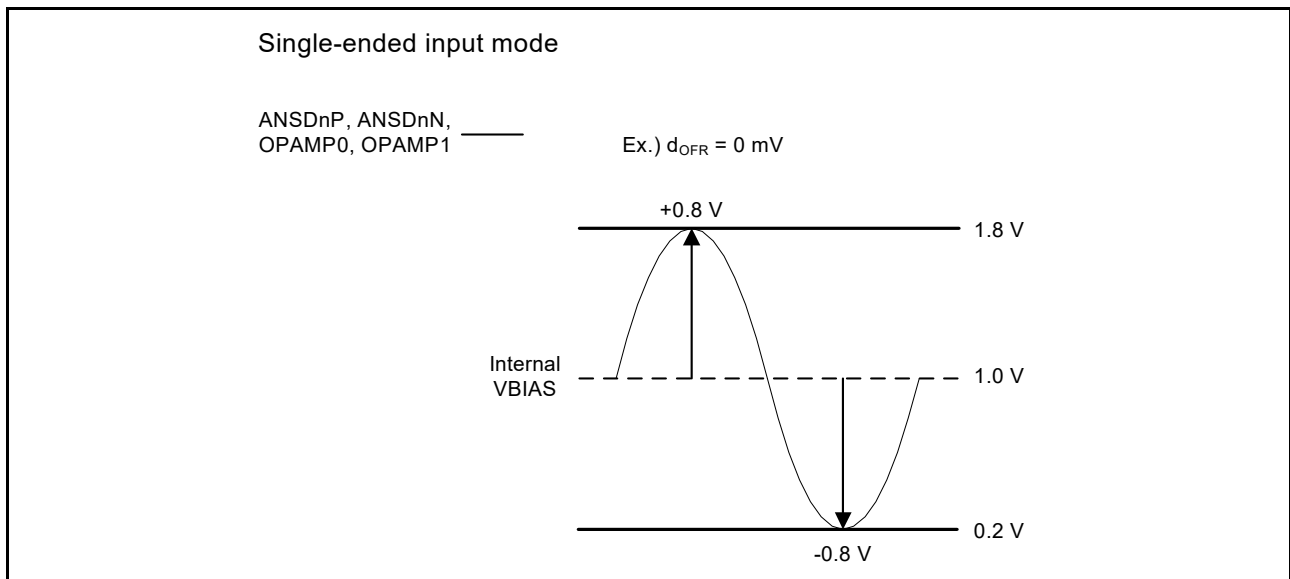 Single-ended input mode
ANSDnP, ANSDnN,
OPAMP0, OPAMP1
Ex.) dOFR = 0 mV
+0.8 V
1.8 V
Internal
VBIAS
1.0 V
0.2 V
-0.8 V